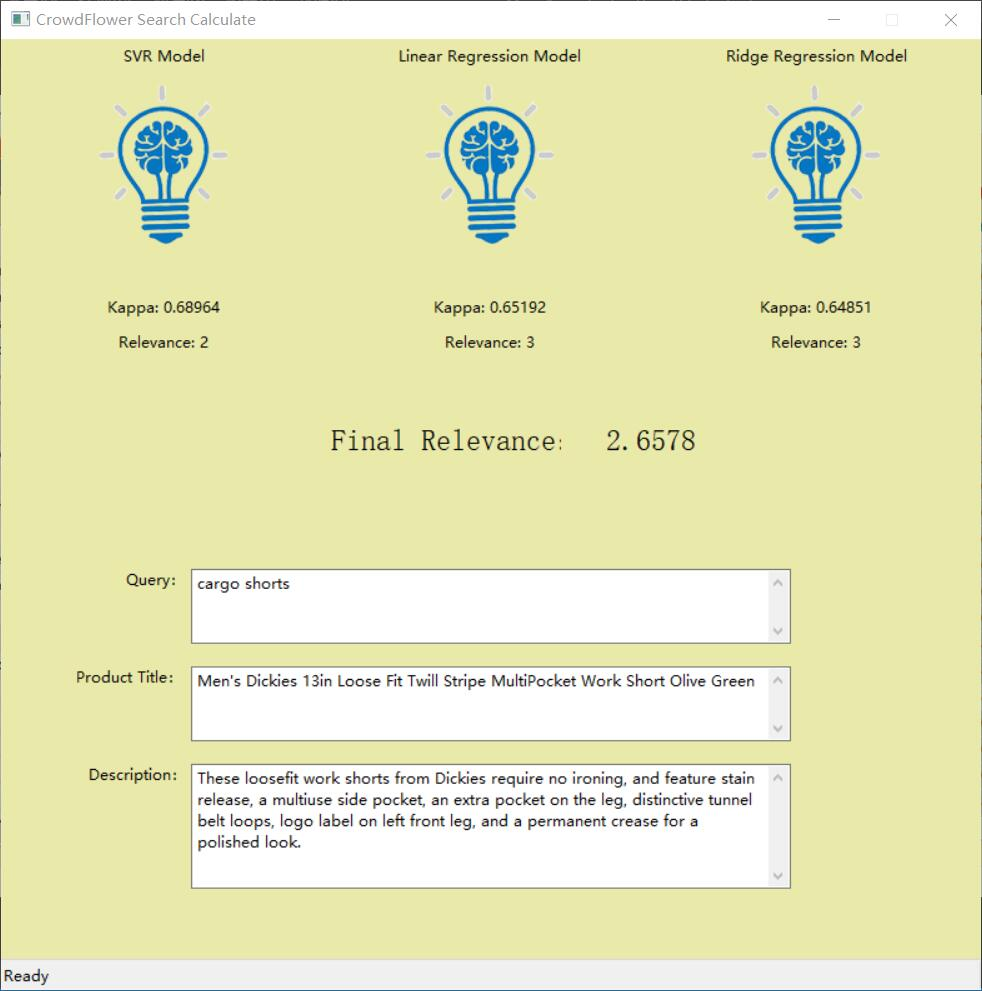 CrowdFlower Search Calculate
SVR Model
Linear Regression Model
Ridge Regression Model
Kappa: 0.68964
Kappa: 0.65192
Kappa: 0.64851
Relevance: 2
Relevance: 3
Relevance: 3
Final Relevance: 2.6578
Query:
cargo shorts
Product Title:
Men's Dickies 13in Loose Fit Twill Stripe MultiPocket Work Short Olive Green
Description:
These loosefit work shorts from Dickies require no ironing, and feature stain
release, a multiuse side pocket, an extra pocket on the leg, distinctive tunnel
belt loops, logo label on left front leg, and a permanent crease for a
polished look.
Ready